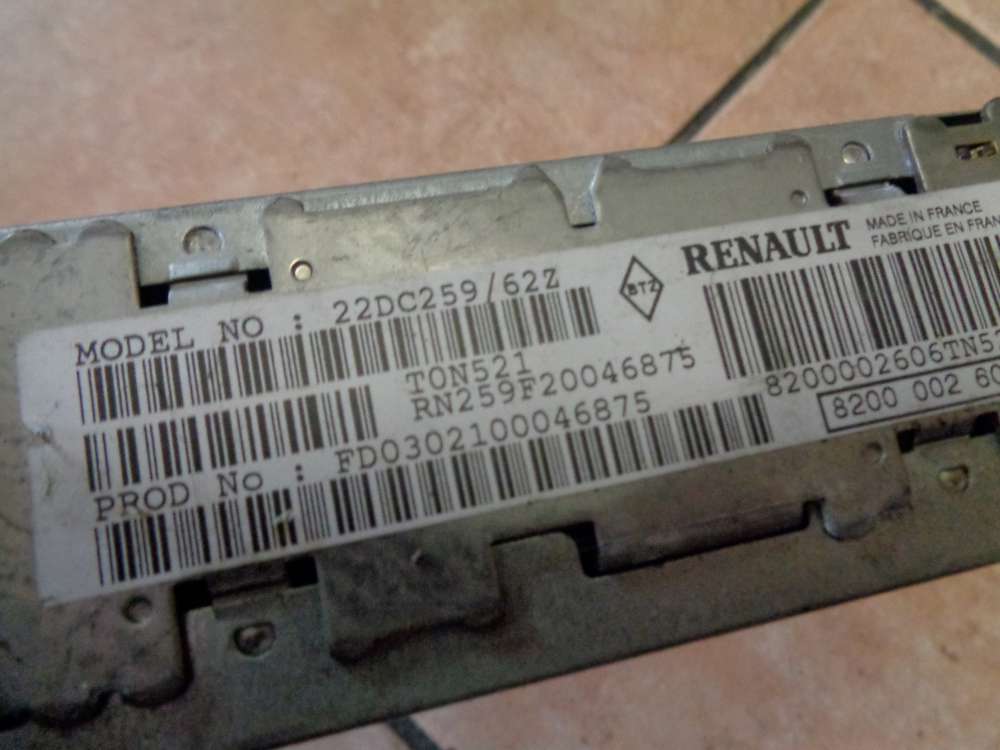 MODEL NO : 22DC259/62Z
TON521
RN259F20046875
PROD No : FD0302100046875
BTZ
RENAULT
MADE IN FRANCE
FABRIQUE EN FRAN
8200002606TN5
8200 002 60